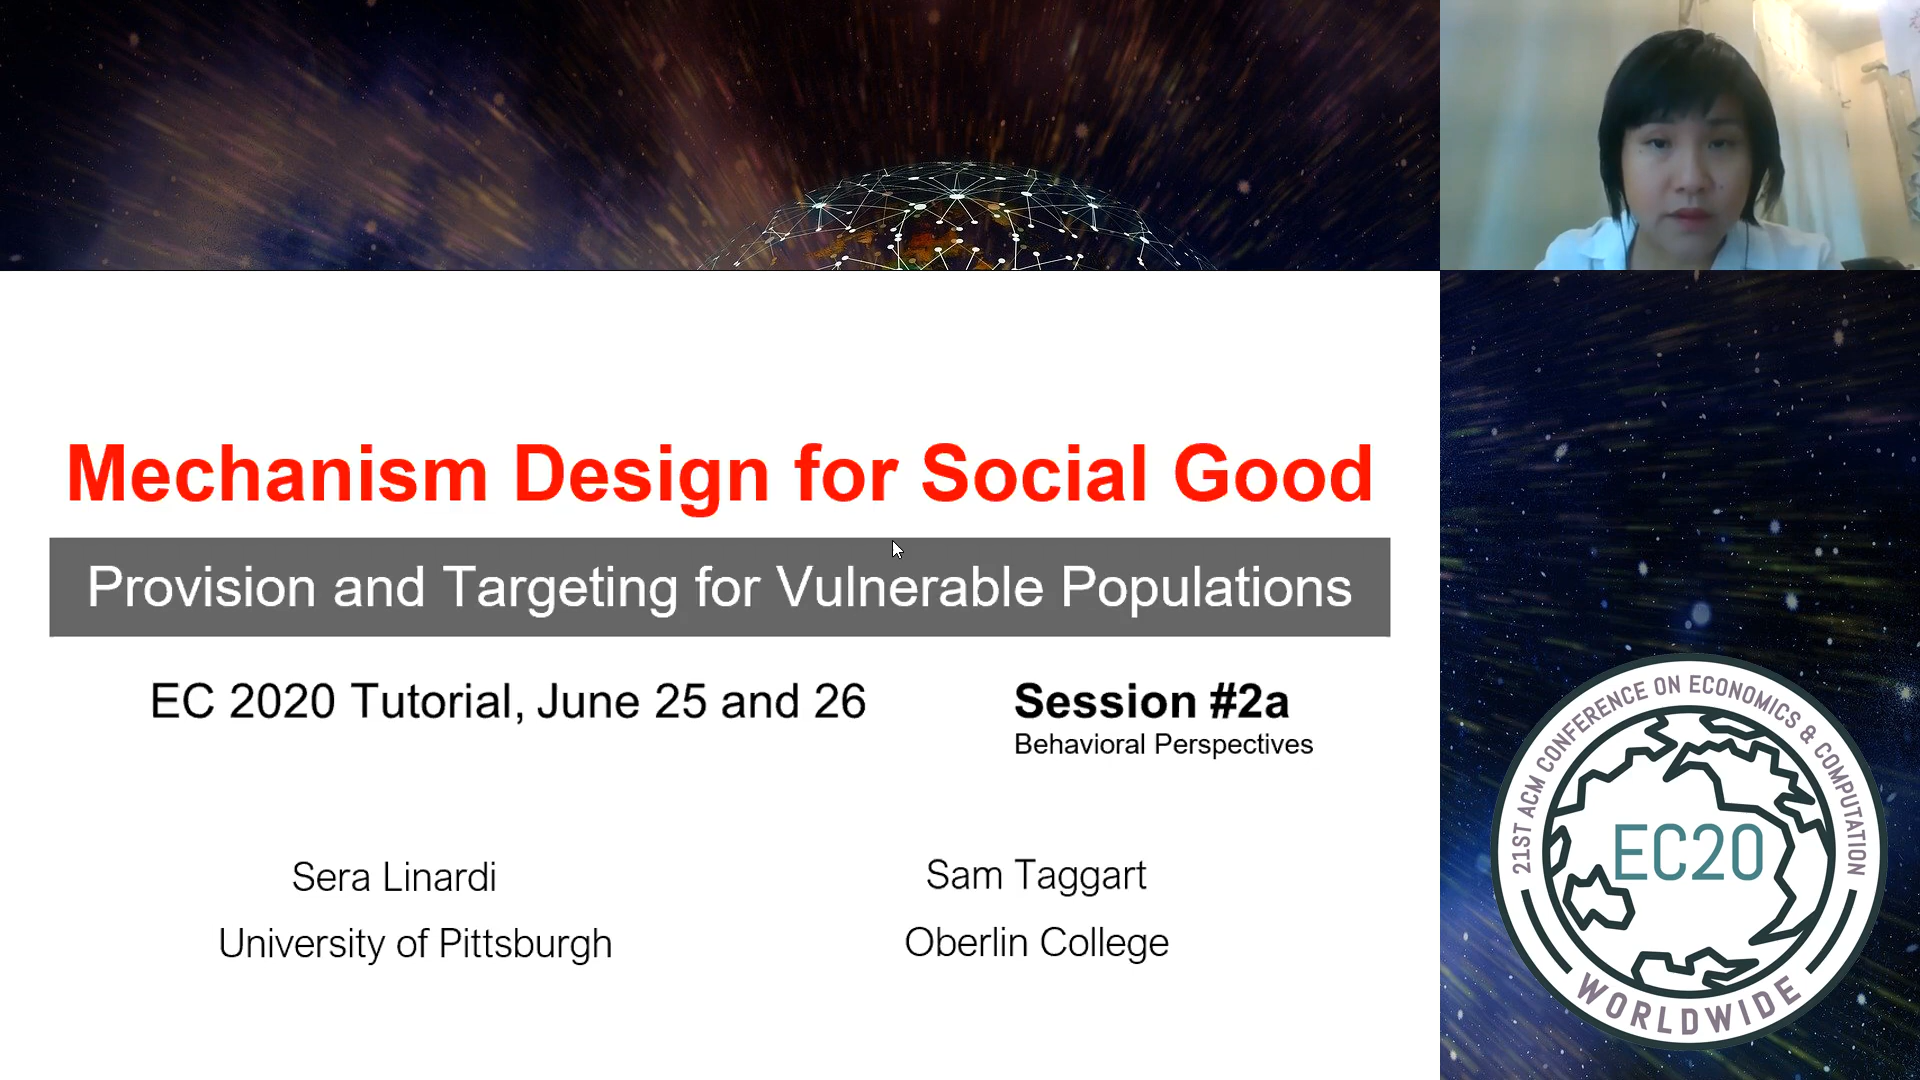 Mechanism Design for Social Good
Provision and Targeting for Vulnerable Populations
EC 2020 Tutorial, June 25 and 26
Session #2a
Behavioral Perspectives
Sera Linardi
University of Pittsburgh
Sam Taggart
Oberlin College
21ST ACM CONFERENCE ON ECONOMICS & COMPUTATION
EC20
WORLDWIDE